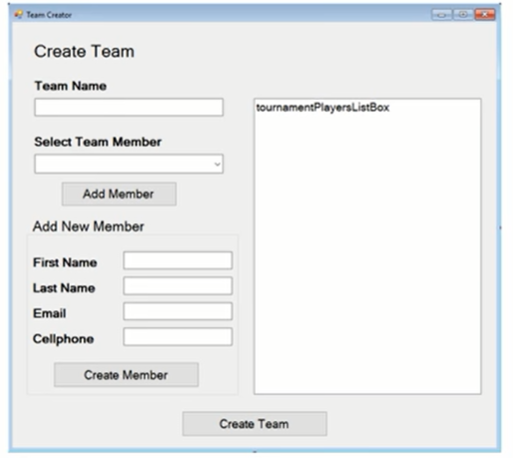 Team Creator
Create Team
Team Name
tournamentPlayersListBox
Select Team Member
Add Member
Add New Member
First Name
Last Name
Email
Cellphone
Create Member
Create Team